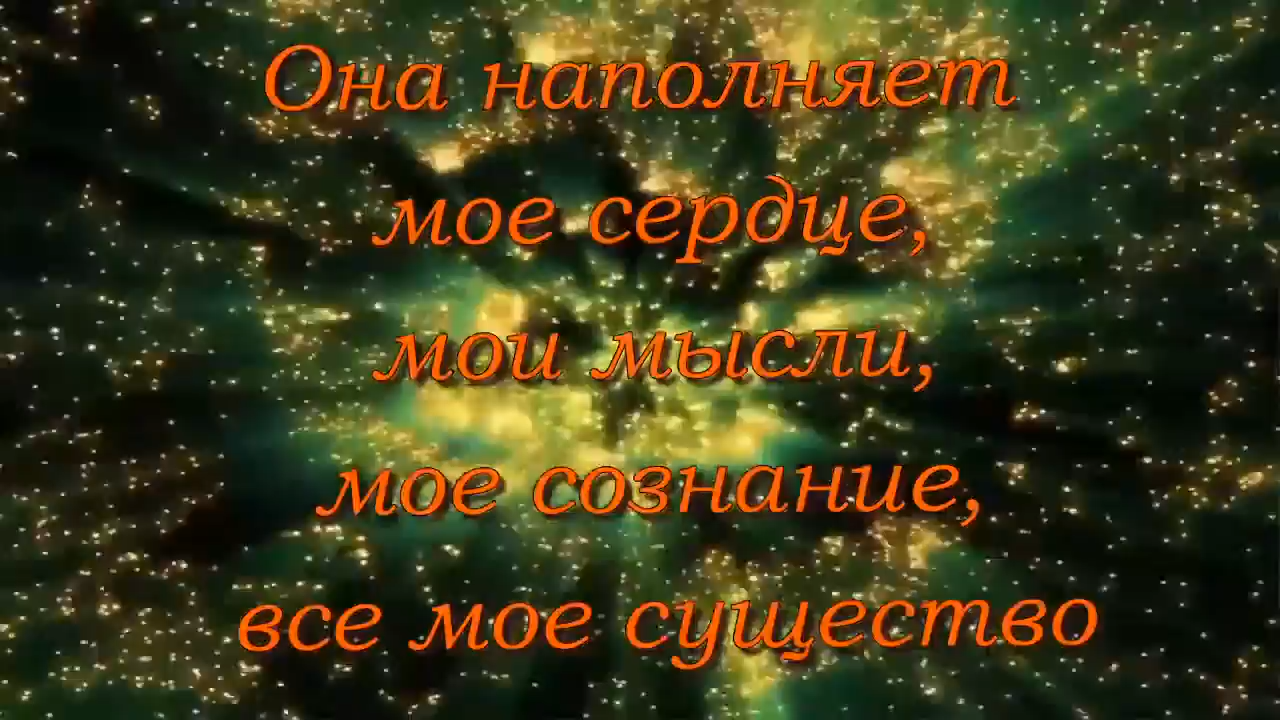 Она наполняет
мое сердце,
мои мысли,
мое сознание,
все мое существо